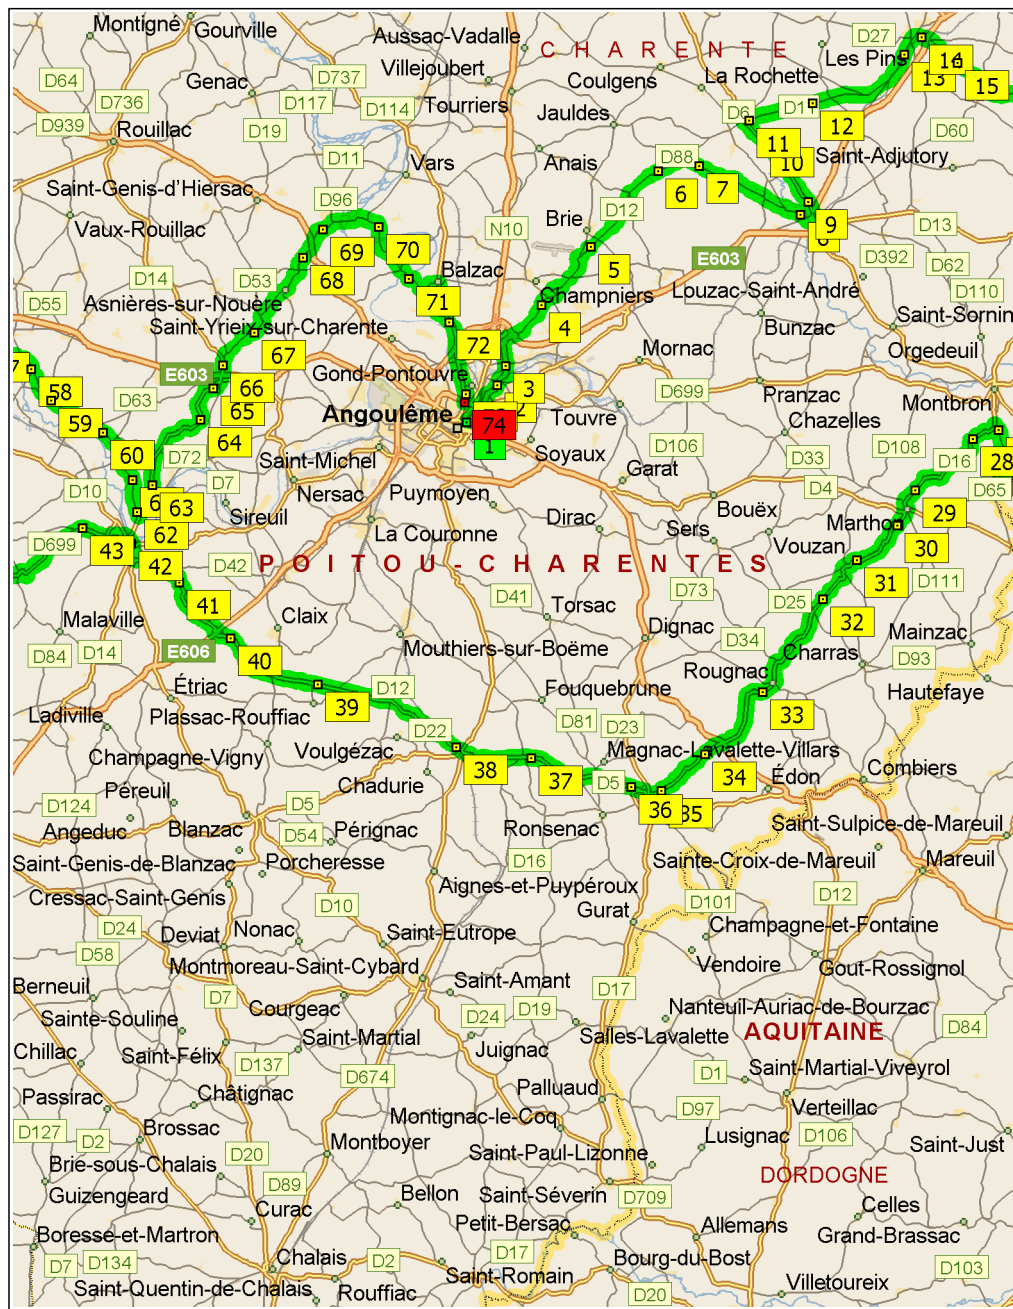 Montigné
Gourville
Aussac-Vadalle
CHARENTE
D27
Les Pins
14
D64
Genac
D737
Villejoubert
Coulgens
La Rochette
13
15
D736
D117
D114
Tourriers
Jauldes
D6
12
D939
Rouillac
D19
11
D60
D11
Vars
Anais
D88
10
Saint-Adjutory
Saint-Genis-d'Hiersac
D96
6
7
Vaux-Rouillac
D12
Brie
N10
9
D13
69
70
D14
D53
68
Balzac
5
E603
D392
D62
D55
Asnières-sur-Nouère
71
Champniers
Louzac-Saint-André
D110
Saint-Yrieix-sur-Charente
4
Bunzac
Saint-Sornin
67
72
Mornac
Orgedeuil
E603
Gond-Pontouvre
58
66
3
D699
Pranzac
D63
65
2
Montbron
59
Angoulême
74
Touvre
Chazelles
64
1
Soyaux
D106
D108
60
D72
Saint-Michel
D33
D16
28
D10
D7
Nersac
Puymoyen
Garat
D4
D65
63
Sireuil
Bouëx
29
62
La Couronne
Dirac
Sers
Marthon
D699
43
Vouzan
30
42
D42
POITOU-CHARENTES
31
D111
41
D41
D73
D25
Torsac
32
Malaville
Claix
Dignac
Mainzac
D84
D14
E606
40
Mouthiers-sur-Boëme
D34
Charras
D93
Étriac
D12
Fouquebrune
Rougnac
Hautefaye
Ladiville
Plassac-Rouffiac
39
D81
D23
33
D22
Champagne-Vigny
Voulgézac
Magnac-Lavalette-Villars
38
37
34
Combiers
Chadurie
D5
Édon
Péreuil
D124
D5
36
35
Angeduc
Blanzac
D54
Pérignac
Ronsenac
Saint-Sulpice-de-Mareuil
Saint-Genis-de-Blanzac
Porcheresse
D16
Sainte-Croix-de-Mareuil
Mareuil
Cressac-Saint-Genis
Aignes-et-Puypéroux
D12
D10
Gurat
D101
D24
Deviat
Nonac
Saint-Eutrope
Champagne-et-Fontaine
D58
Montmoreau-Saint-Cybard
Vendoire
Gout-Rossignol
Berneuil
Saint-Amant
D7
Courgeac
D17
Nanteuil-Auriac-de-Bourzac
Sainte-Souline
D24
D19
Salles-Lavalette
AQUITAINE
D84
Saint-Martial
Chillac
Saint-Félix
Juignac
D137
D1
Saint-Martial-Viveyrol
D674
Palluaud
Passirac
Châtignac
Montignac-le-Coq
D97
Verteillac
D127
D2
Brossac
Montboyer
Lusignac
D106
Saint-Just
Brie-sous-Chalais
D20
Saint-Paul-Lizonne
DORDOGNE
Guizengeard
D89
Bellon
Saint-Séverin
D709
Celles
Curac
Petit-Bersac
Allemans
Grand-Brassac
Boresse-et-Martron
D7
D134
Chalais
D2
D17
Bourg-du-Bost
D103
Saint-Quentin-de-Chalais
Rouffiac
Saint-Romain
D20
Villetoureix